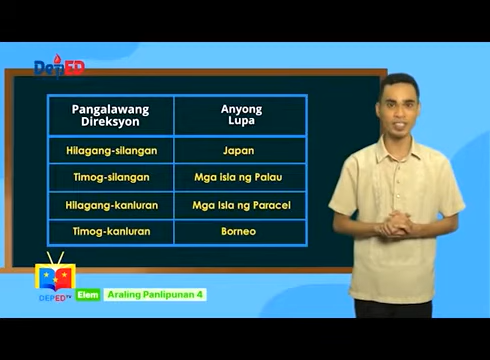 DepED
Pangalawang
Direksyon
Anyong
Lupa
Hilagang-silangan
Japan
Timog-silangan
Mga isla ng Palau
Hilagang-kanluran
Mga Isla ng Paracel
Timog-kanluran
Borneo
DEPED TV
Elem
Araling Panlipunan 4